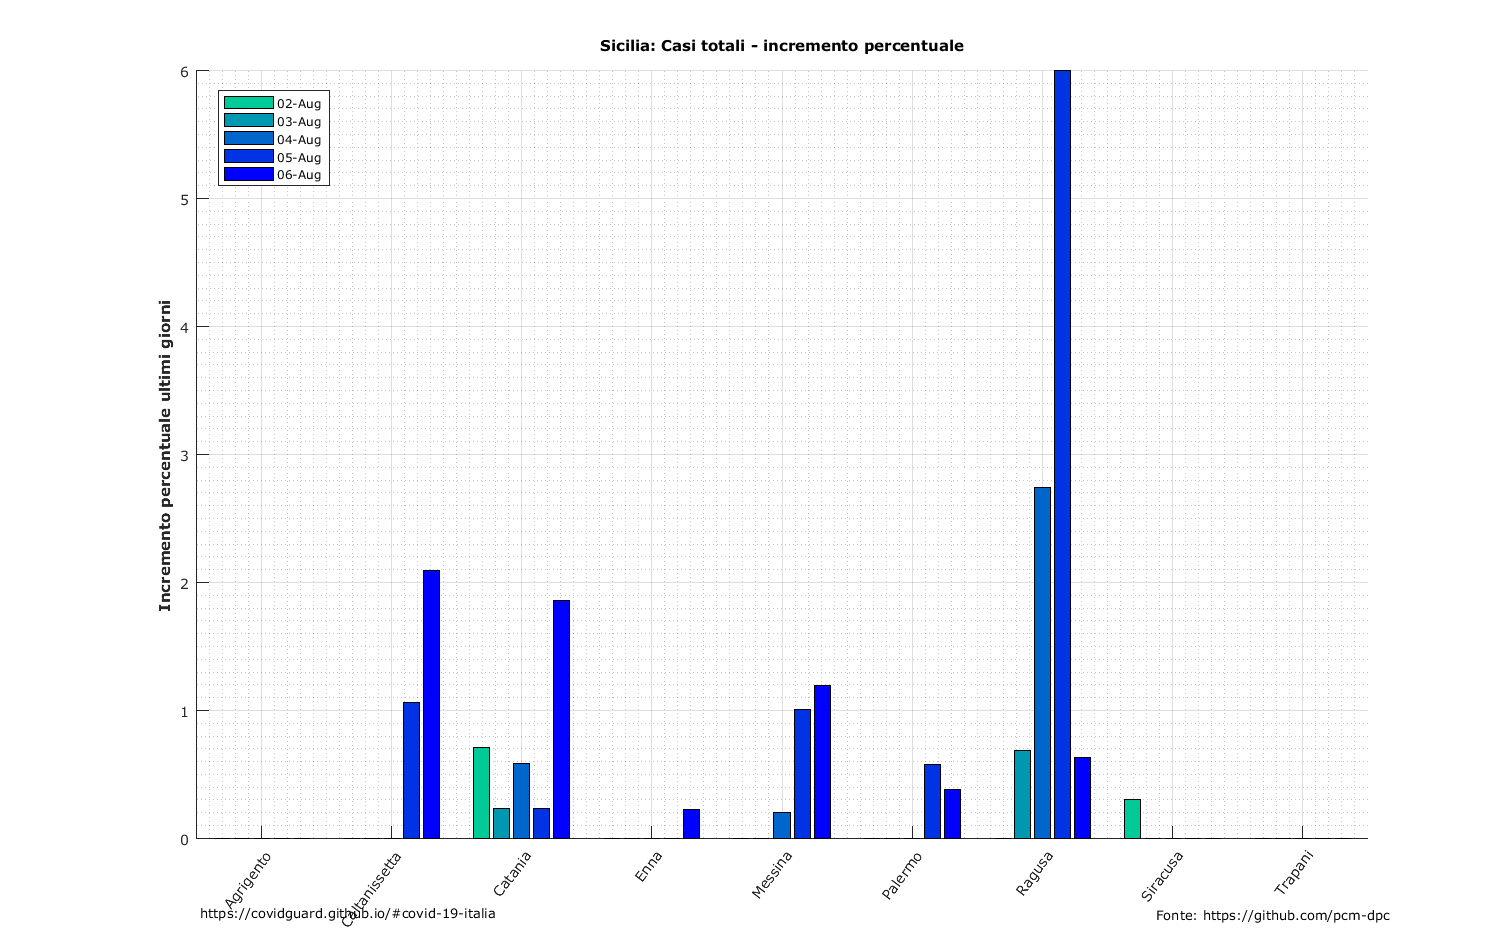 Sicilia: Casi totali - incremento percentuale
6
5
4
3
2
1
0
Incremento percentuale ultimi giorni
02-Aug
03-Aug
04-Aug
05-Aug
06-Aug
Agrigento
Caltanissetta
Catania
Enna
Messina
Palermo
Ragusa
Siracusa
Trapani
https://covidguard.github.io/#covid-19-italia
Fonte: https://github.com/pcm-dpc